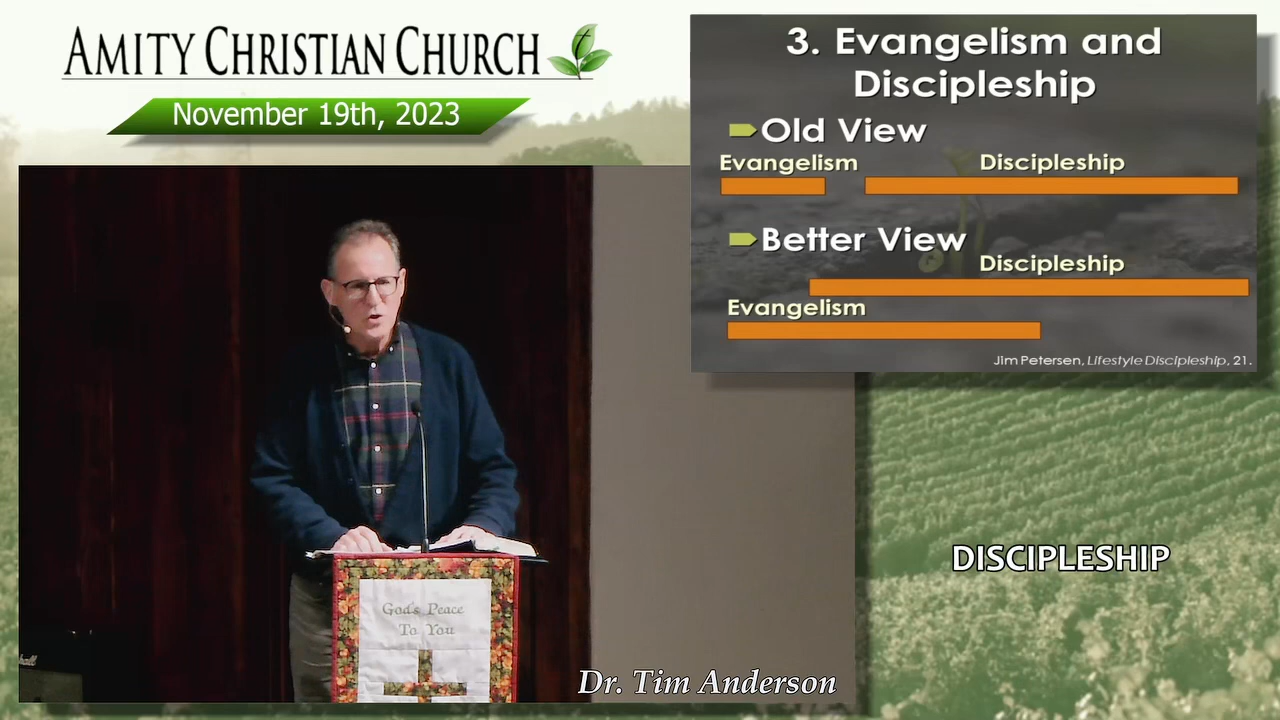 AMITY CHRISTIAN CHURCH
November 19th, 2023
3. Evangelism and
Discipleship
Old View
Evangelism
Discipleship
Better View
Discipleship
Evangelism
Jim Petersen, Lifestyle Discipleship, 21.
DISCIPLESHIP
God's Peace
To You
Dr. Tim Anderson